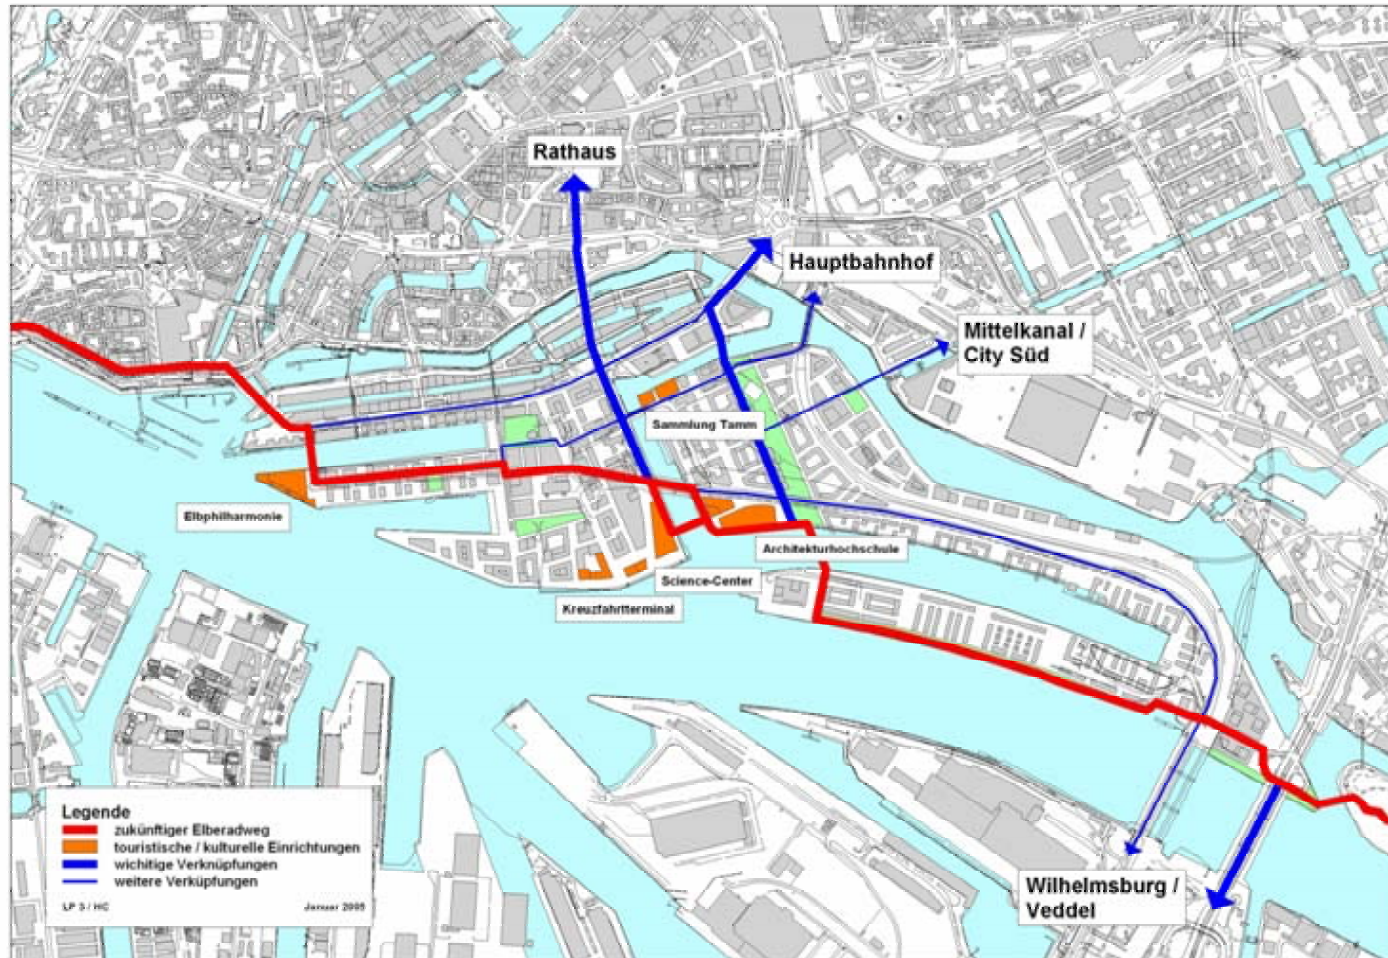 Rathaus
Hauptbahnhof
Mittelkanal /
City Süd
Sammlung Tamm
Elbphilharmonie
Architekturhochschule
Science-Center
Kreuzfahrtterminal
Wilhelmsburg /
Veddel
Legende
zukünftiger Elberadweg
touristische / kulturelle Einrichtungen
wichitige Verknüpfungen
weitere Verküpfungen
LP 3 / HC Januar 2005